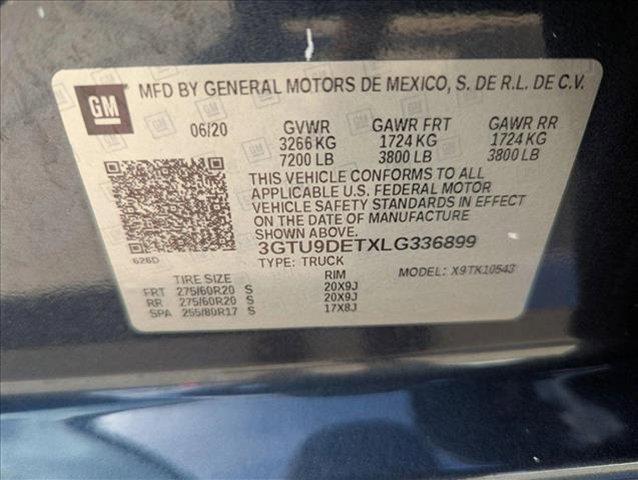 GM
MFD BY GENERAL MOTORS DE MEXICO, S. DE R.L. DE C.V.
06/20 GVWR GAWR FRT GAWR RR
3266 KG 1724 KG 1724 KG
7200 LB 3800 LB 3800 LB
THIS VEHICLE CONFORMS TO ALL
APPLICABLE U.S. FEDERAL MOTOR
VEHICLE SAFETY STANDARDS IN EFFECT
ON THE DATE OF MANUFACTURE
SHOWN ABOVE.
3GTU9DETXLG336899
626D TYPE: TRUCK MODEL: X9TK10543
TIRE SIZE RIM
FRT 275/60R20 S 20X9J
RR 275/60R20 S 20X9J
SPA 255/80R17 S 17X8J